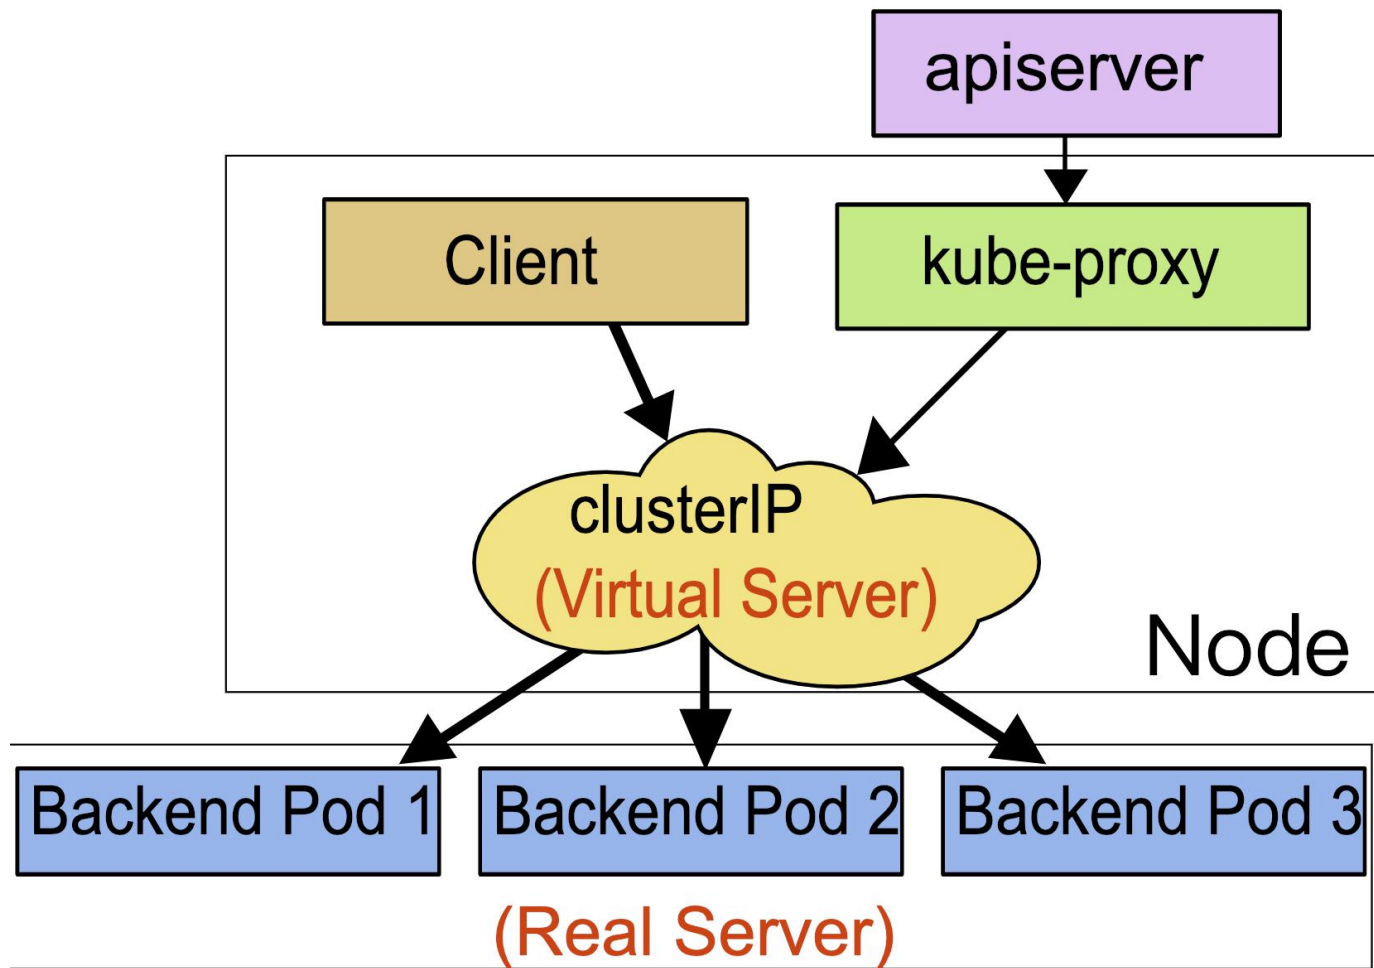 apiserver
Client
kube-proxy
clusterIP
(Virtual Server)
Node
Backend Pod 1
Backend Pod 2
Backend Pod 3
(Real Server)